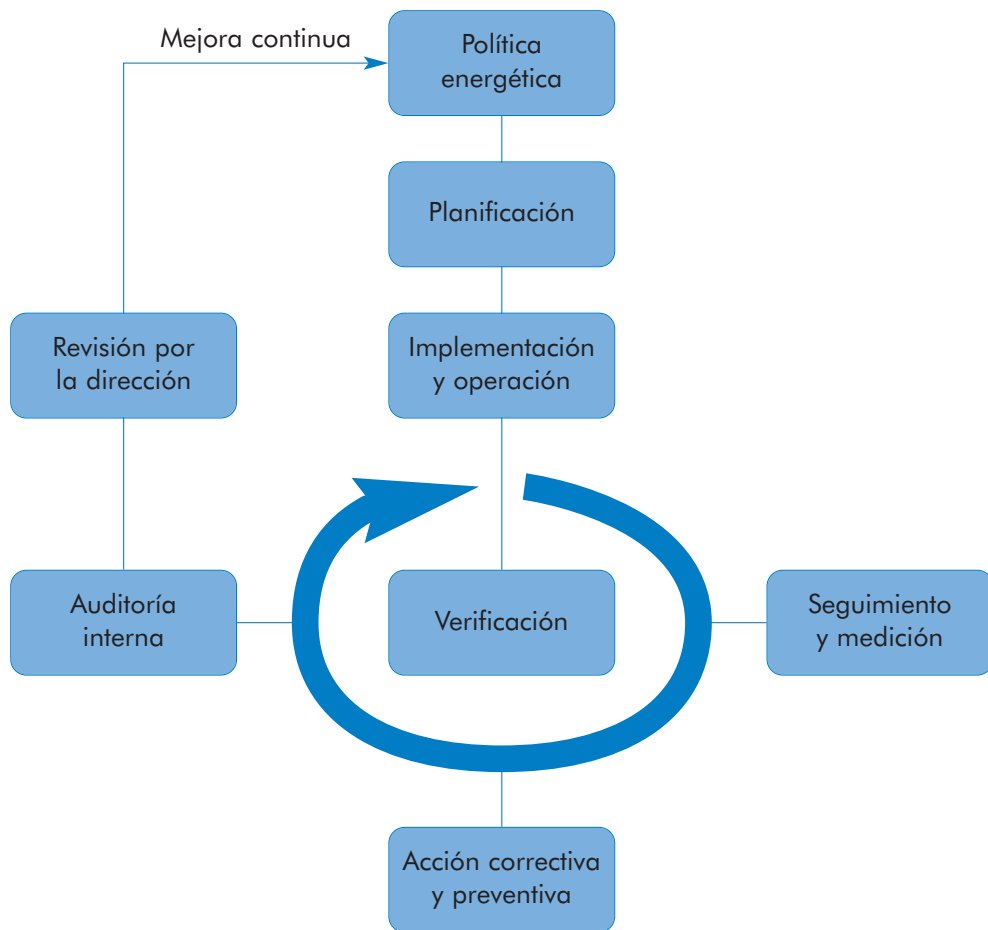 Mejora continua
Política
energética
Planificación
Revisión por
la dirección
Implementación
y operación
Auditoría
interna
Verificación
Seguimiento
y medición
Acción correctiva
y preventiva